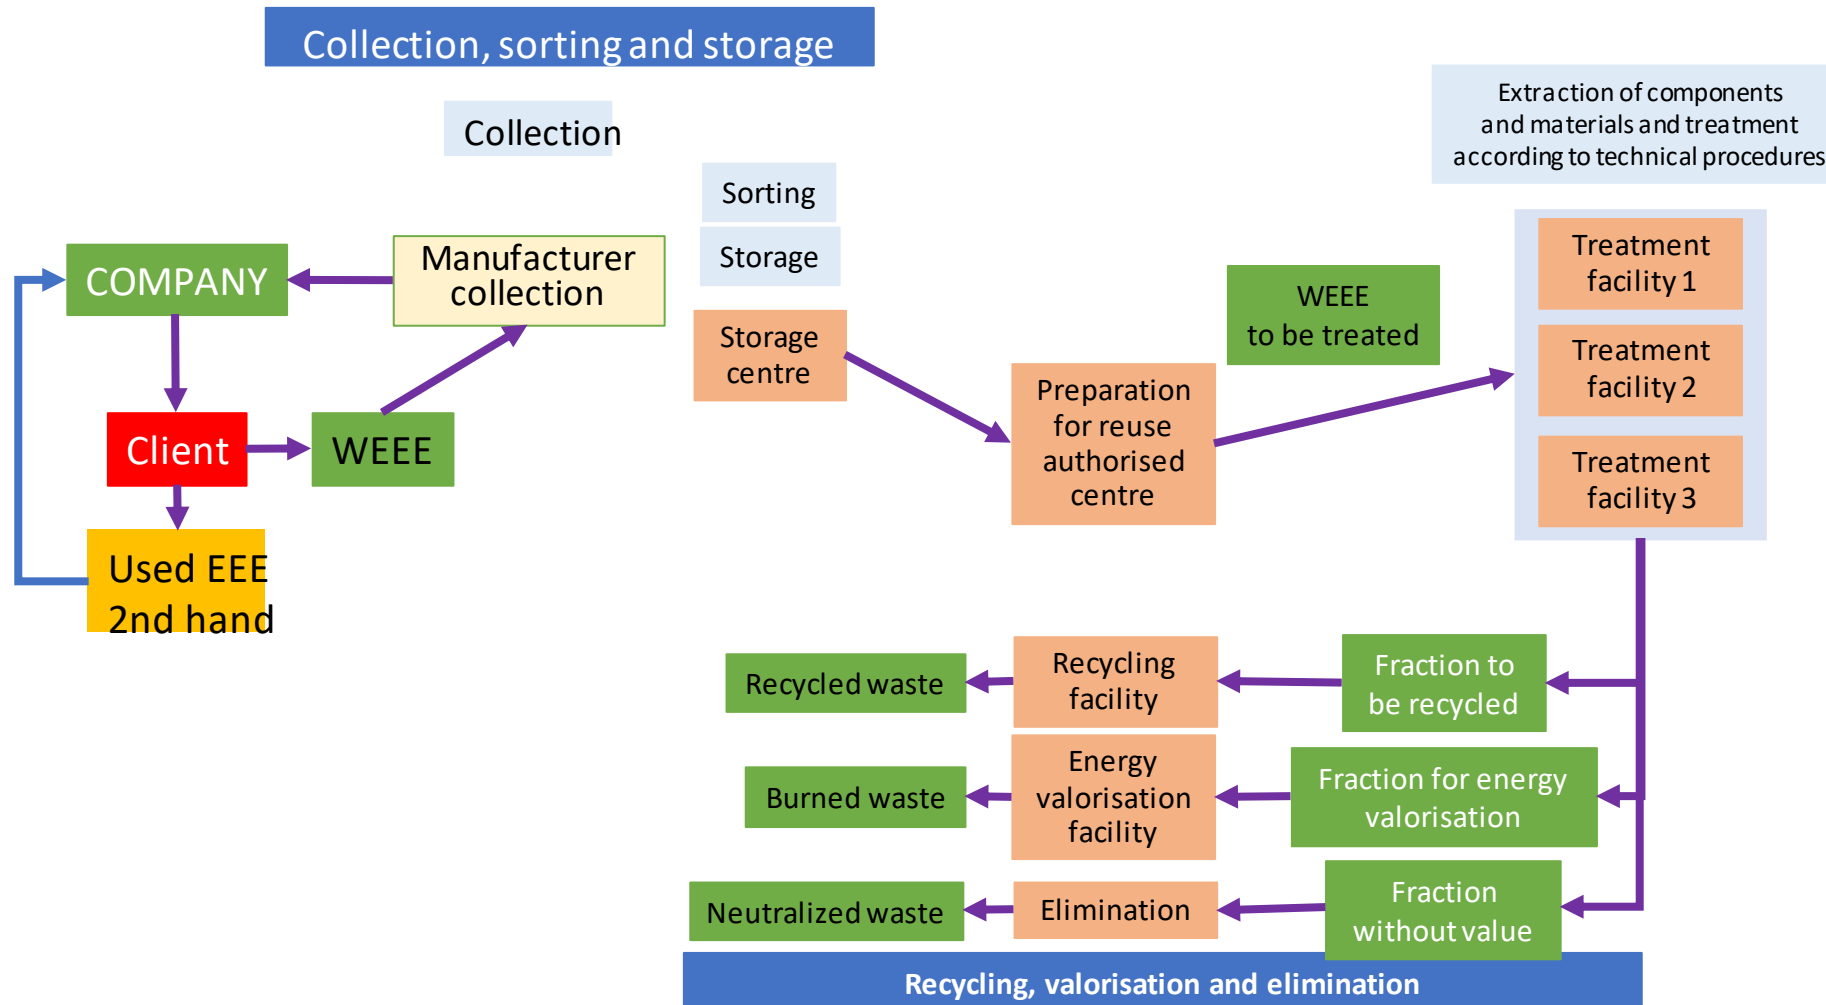 Collection, sorting and storage
Collection
Extraction of components
and materials and treatment
according to technical procedures
Sorting
Storage
COMPANY
Manufacturer
collection
Storage
centre
WEEE
to be treated
Treatment
facility 1
Treatment
facility 2
Treatment
facility 3
Preparation
for reuse
authorised
centre
Client
WEEE
Used EEE
2nd hand
Recycled waste
Recycling
facility
Fraction to
be recycled
Burned waste
Energy
valorisation
facility
Fraction for energy
valorisation
Neutralized waste
Elimination
Fraction
without value
Recycling, valorisation and elimination